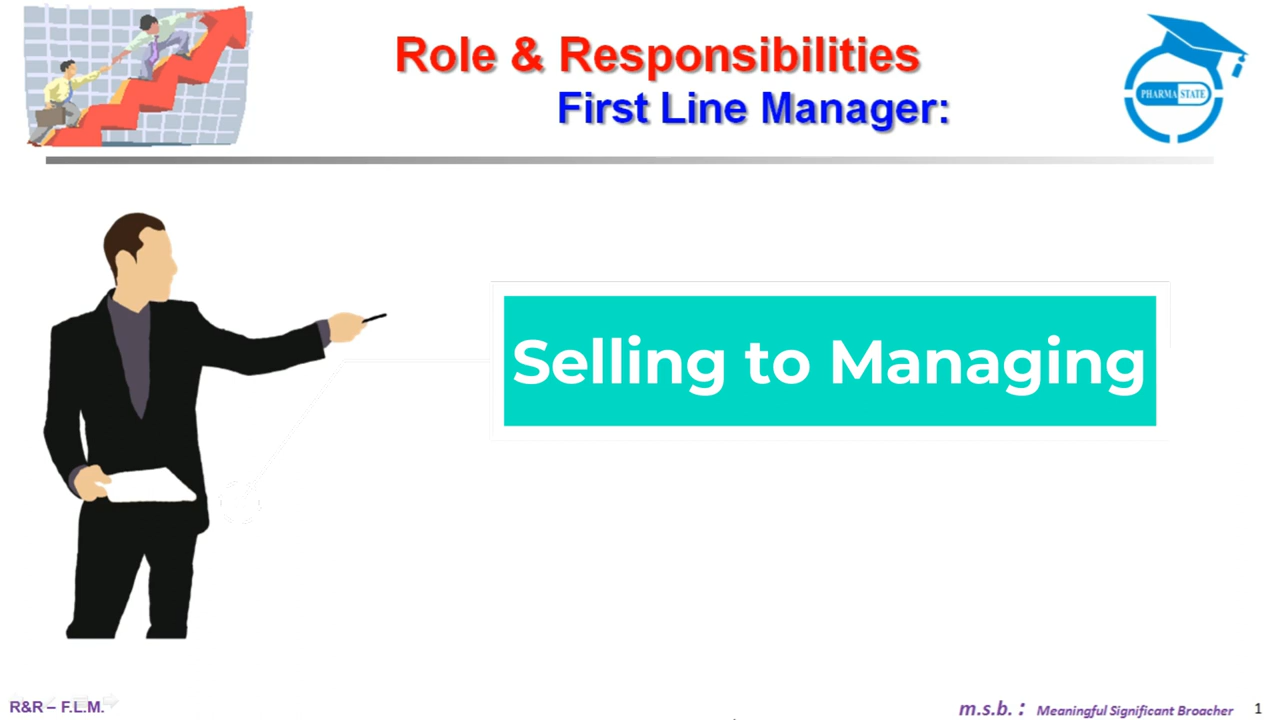 Role & Responsibilities
First Line Manager:
PHARMA STATE
Selling to Managing
R&R – F.L.M.
m.s.b. : Meaningful Significant Broacher 1